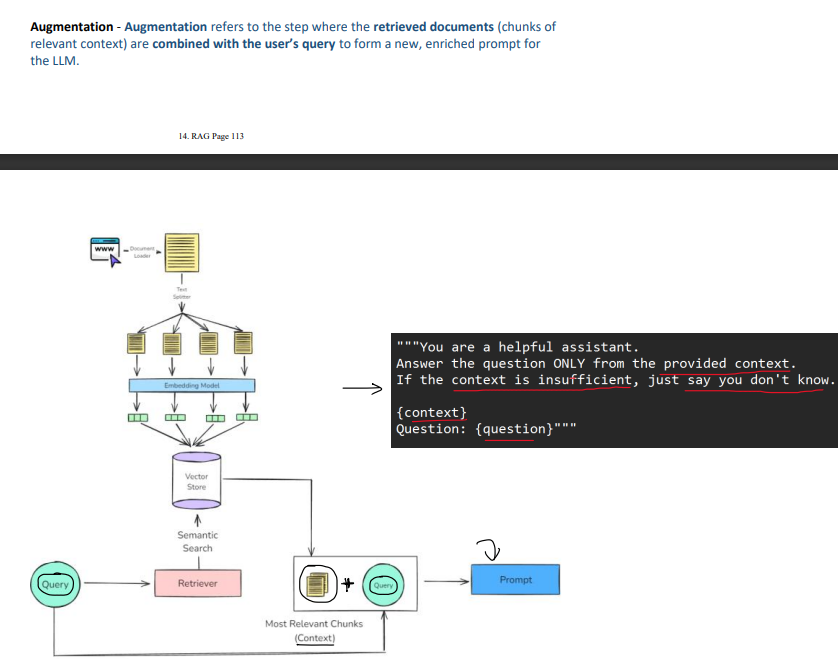 Augmentation - Augmentation refers to the step where the retrieved documents (chunks of
relevant context) are combined with the user's query to form a new, enriched prompt for
the LLM.
14. RAG Page 113
www
Document
Loader
Text
Splitter
Embedding Model
Vector
Store
Semantic
Search
Query
Retriever
+
Query
Most Relevant Chunks
(Context)
Prompt
"""You are a helpful assistant.
Answer the question ONLY from the provided context.
If the context is insufficient, just say you don't know.
{context}
Question: {question}"""